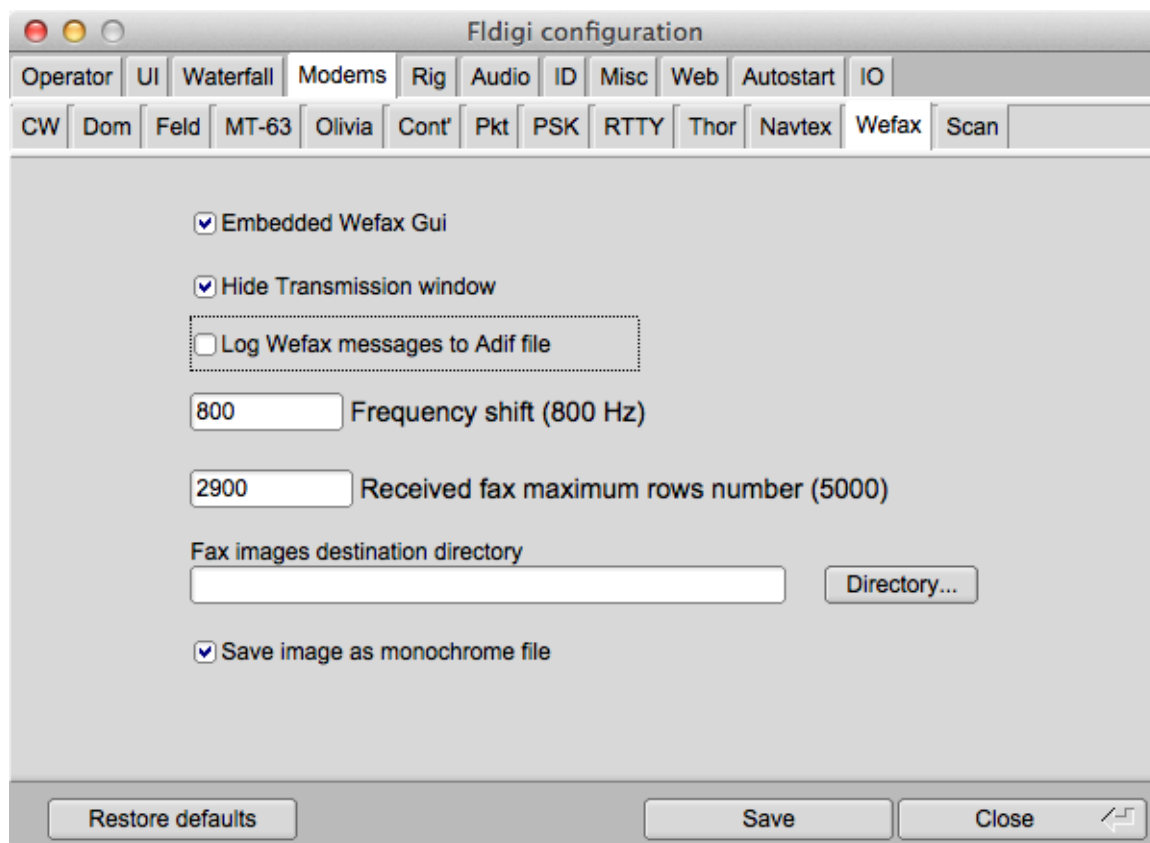 Fldigi configuration
Operator UI Waterfall Modems Rig Audio ID Misc Web Autostart IO
CW Dom Feld MT-63 Olivia Cont' Pkt PSK RTTY Thor Navtex Wefax Scan
Embedded Wefax Gui
Hide Transmission window
Log Wefax messages to Adif file
800 Frequency shift (800 Hz)
2900 Received fax maximum rows number (5000)
Fax images destination directory
Directory...
Save image as monochrome file
Restore defaults Save Close